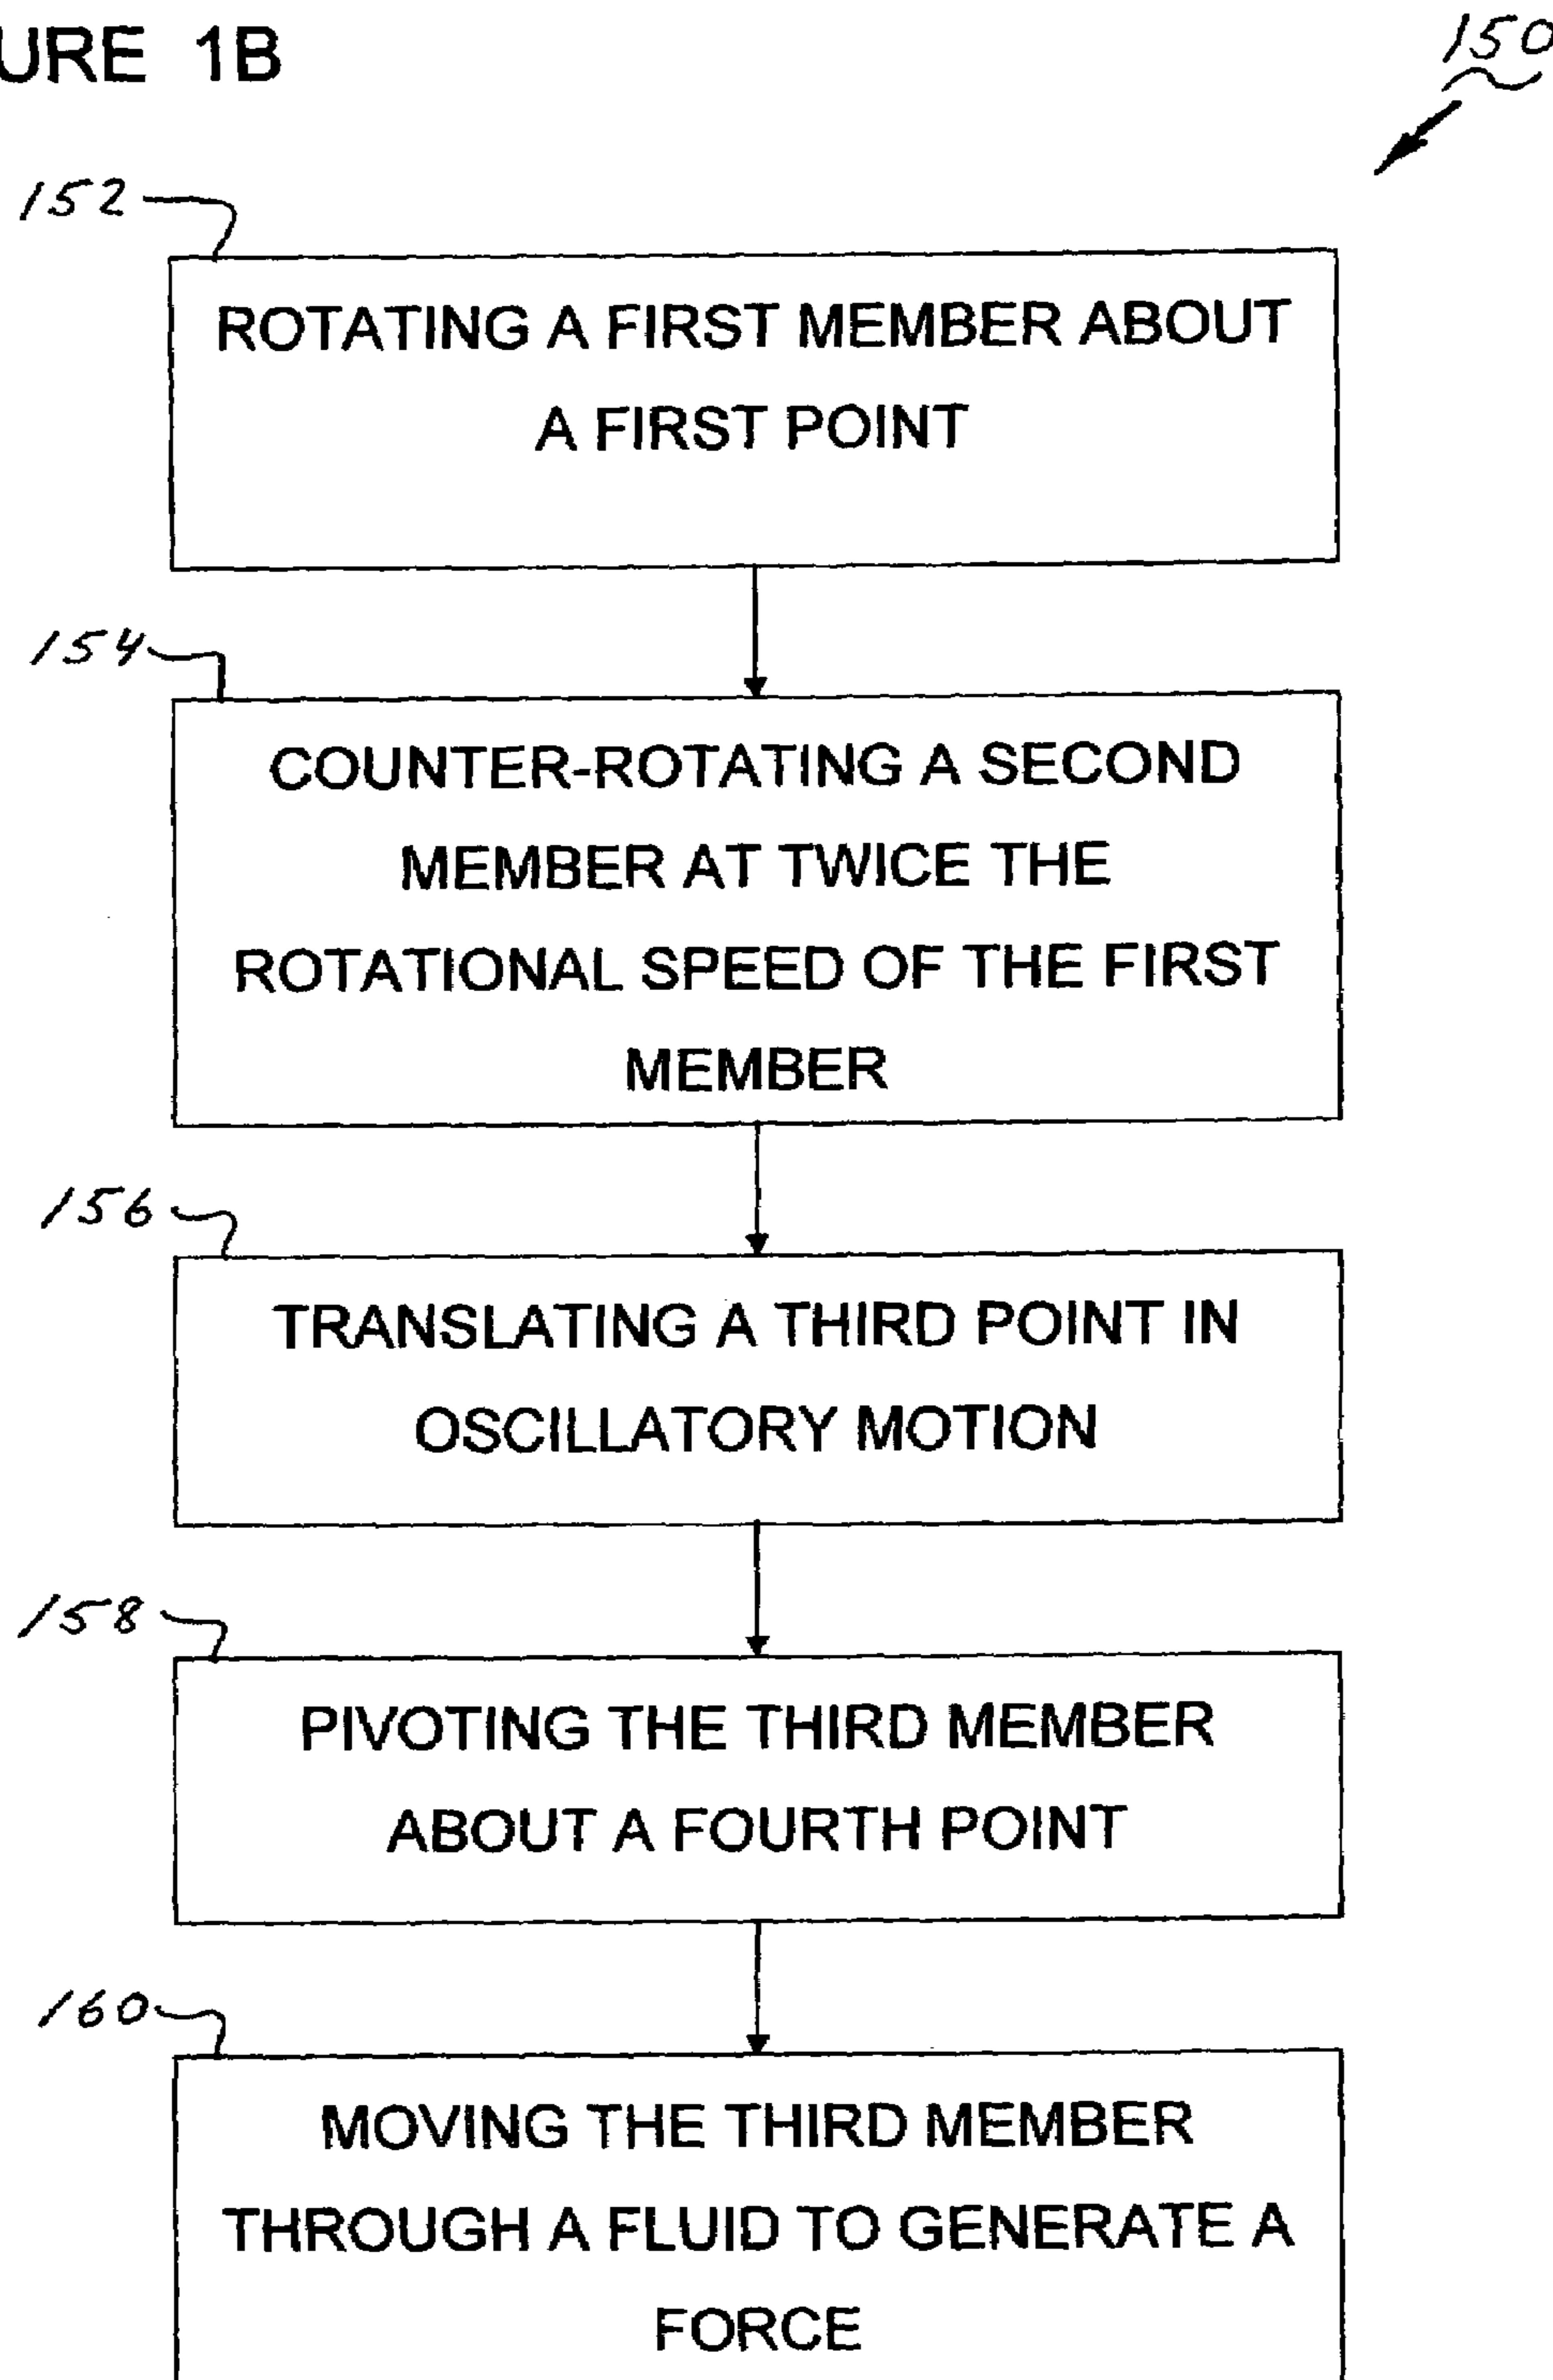 URE 1B
150
152
ROTATING A FIRST MEMBER ABOUT
A FIRST POINT
154
COUNTER-ROTATING A SECOND
MEMBER AT TWICE THE
ROTATIONAL SPEED OF THE FIRST
MEMBER
156
TRANSLATING A THIRD POINT IN
OSCILLATORY MOTION
158
PIVOTING THE THIRD MEMBER
ABOUT A FOURTH POINT
160
MOVING THE THIRD MEMBER
THROUGH A FLUID TO GENERATE A
FORCE